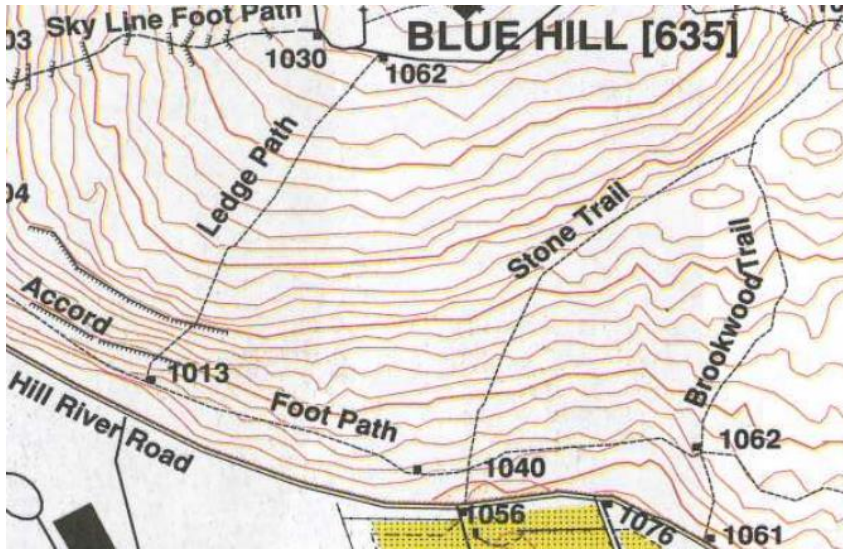 Sky Line Foot Path
BLUE HILL [635]
1030
1062
03
Ledge Path
04
Stone Trail
Accord
Brookwood Trail
1013
Hill River Road
Foot Path
1062
1040
1056
1076
1061